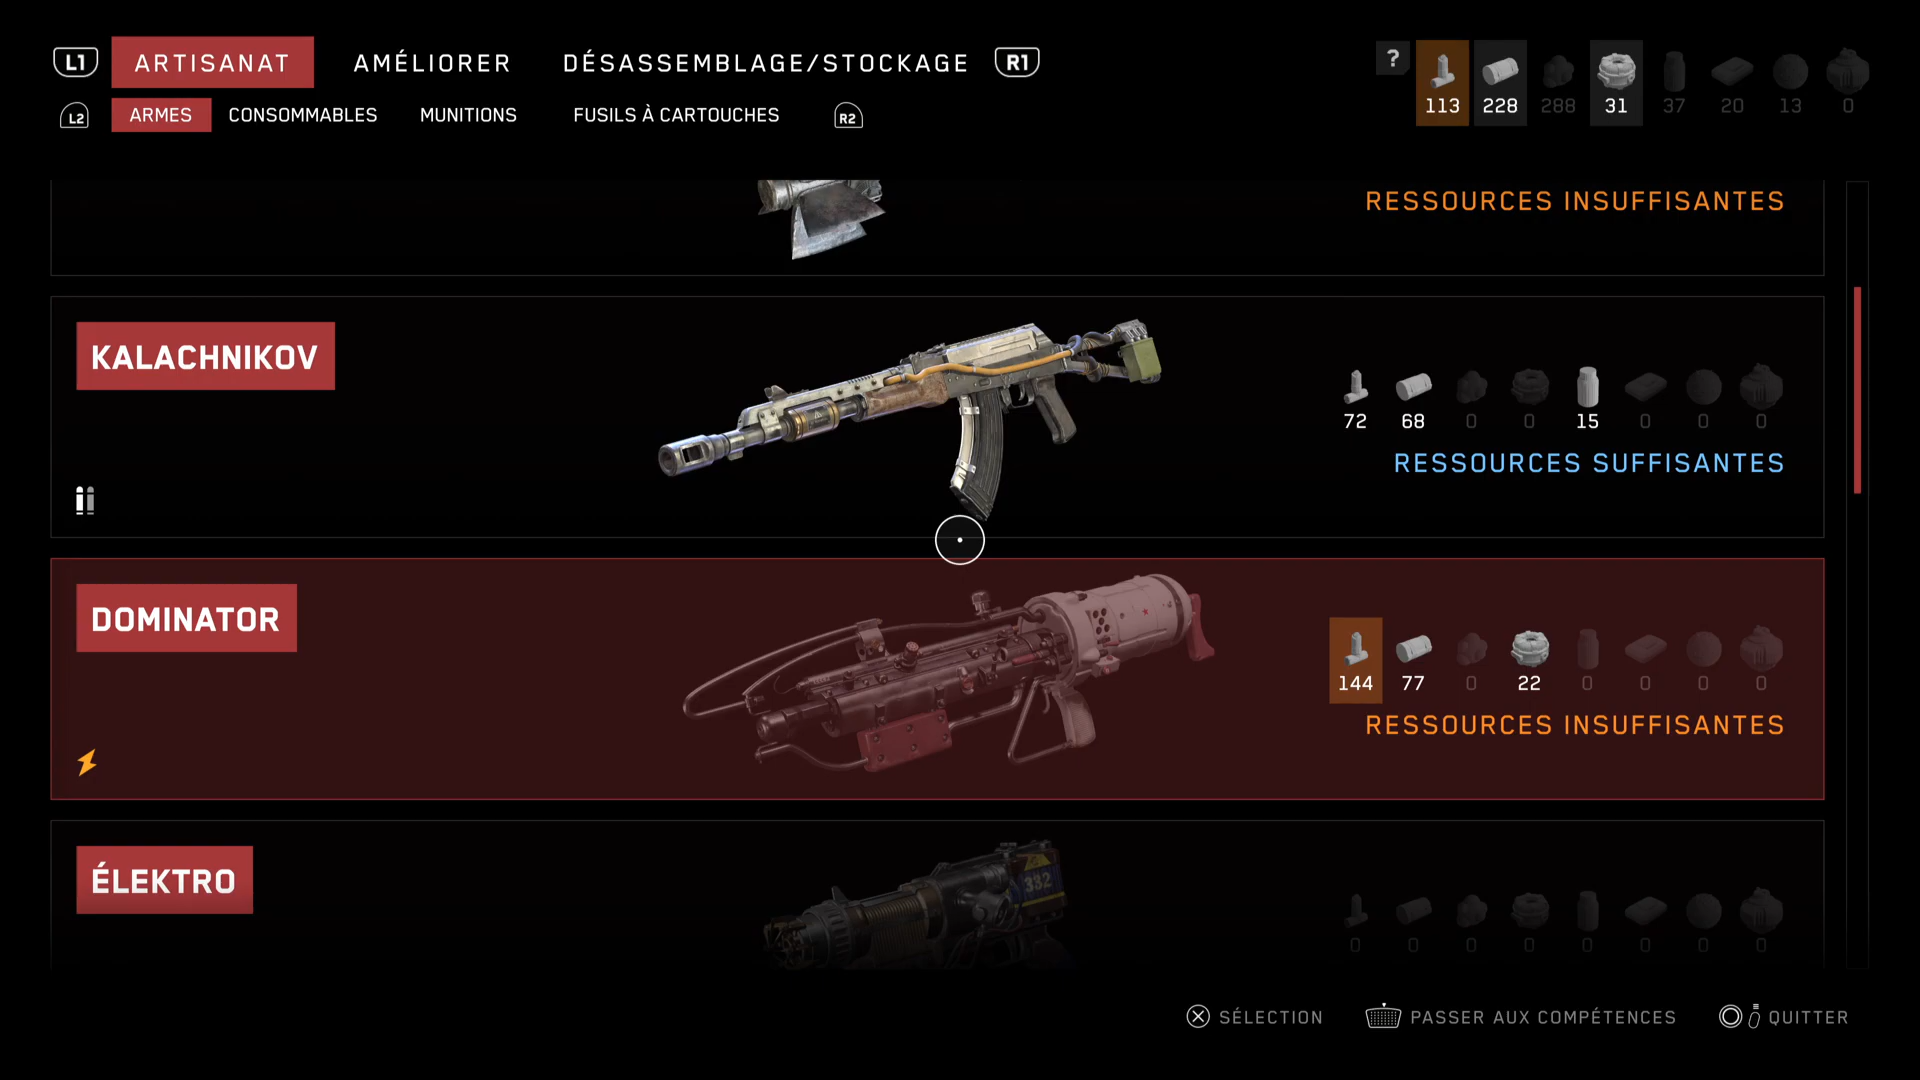 L1 ARTISANAT AMÉLIORER DÉSASSEMBLAGE/STOCKAGE R1
L2 ARMES CONSOMMABLES MUNITIONS FUSILS À CARTOUCHES R2
?
113 228 288 31 37 20 13 0
RESSOURCES INSUFFISANTES
KALACHNIKOV
72 68 0 0 15 0 0 0
RESSOURCES SUFFISANTES
DOMINATOR
144 77 0 22 0 0 0 0
RESSOURCES INSUFFISANTES
ÉLEKTRO
332
0 0 0 0 0 0 0 0
SÉLECTION PASSER AUX COMPÉTENCES QUITTER